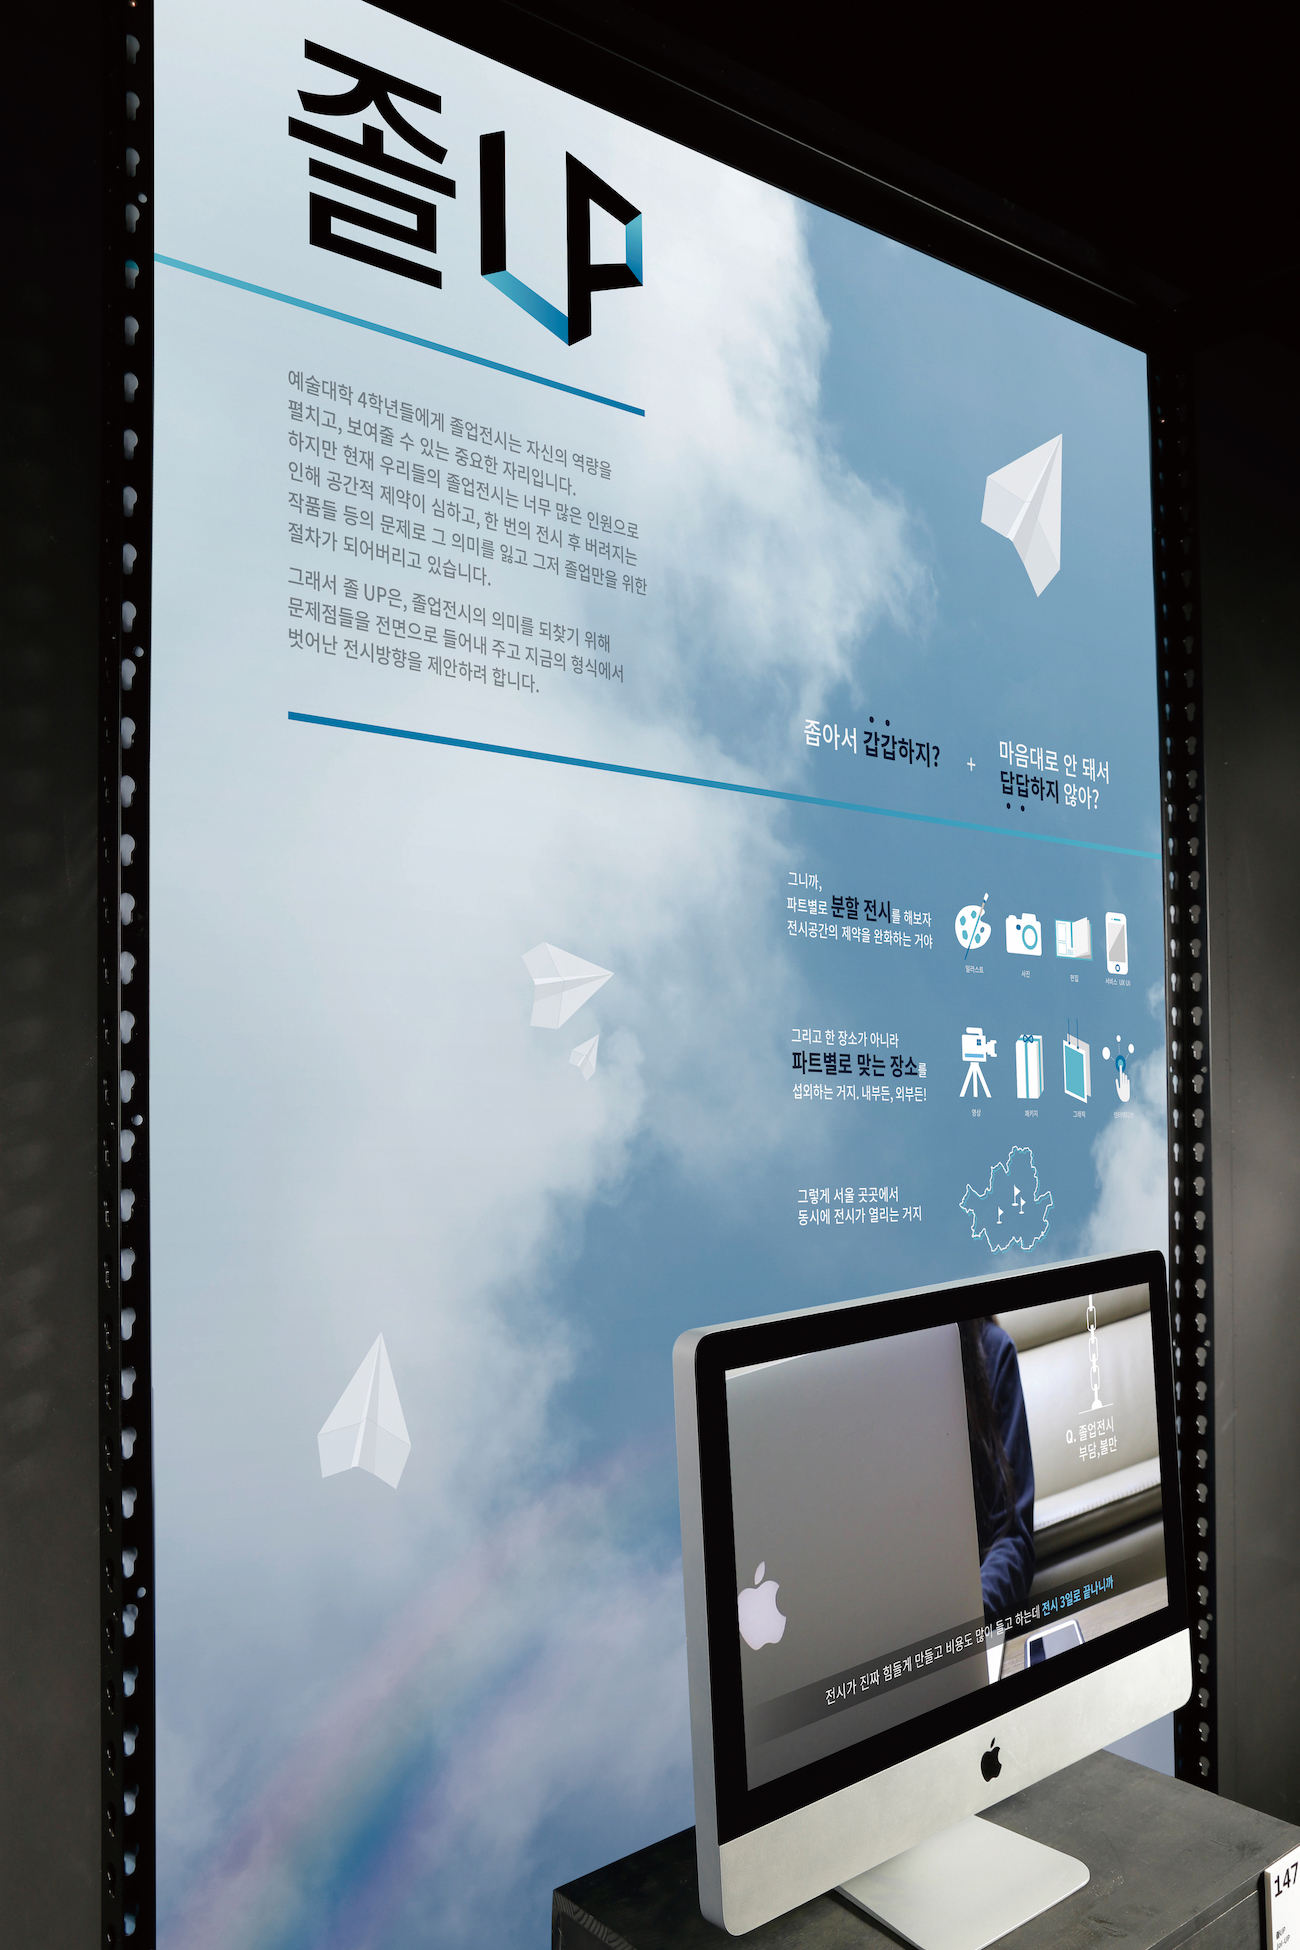 졸UP
예술대학 4학년들에게 졸업전시는 자신의 역량을
펼치고, 보여줄 수 있는 중요한 자리입니다.
하지만 현재 우리들의 졸업전시는 너무 많은 인원으로
인해 공간적 제약이 심하고, 한 번의 전시 후 버려지는
작품들 등의 문제로 그 의미를 잃고 그저 졸업만을 위한
절차가 되어버리고 있습니다.
그래서 졸 UP은, 졸업전시의 의미를 되찾기 위해
문제점들을 전면으로 들어내 주고 지금의 형식에서
벗어난 전시방향을 제안하려 합니다.
좁아서 갑갑하지?
+
마음대로 안 돼서
답답하지 않아?
그니까,
파트별로 분할 전시를 해보자
전시공간의 제약을 완화하는 거야
일러스트 사진 편집 서비스 UX UI
그리고 한 장소가 아니라
파트별로 맞는 장소를
섭외하는 거지. 내부든, 외부든!
영상 패키지 그래픽 인터랙티브
그렇게 서울 곳곳에서
동시에 전시가 열리는 거지
Q. 졸업전시
부담,불만
전시가 진짜 힘들게 만들고 비용도 많이 들고 하는데 전시 3일로 끝나니까
147
졸UP
Jol-UP